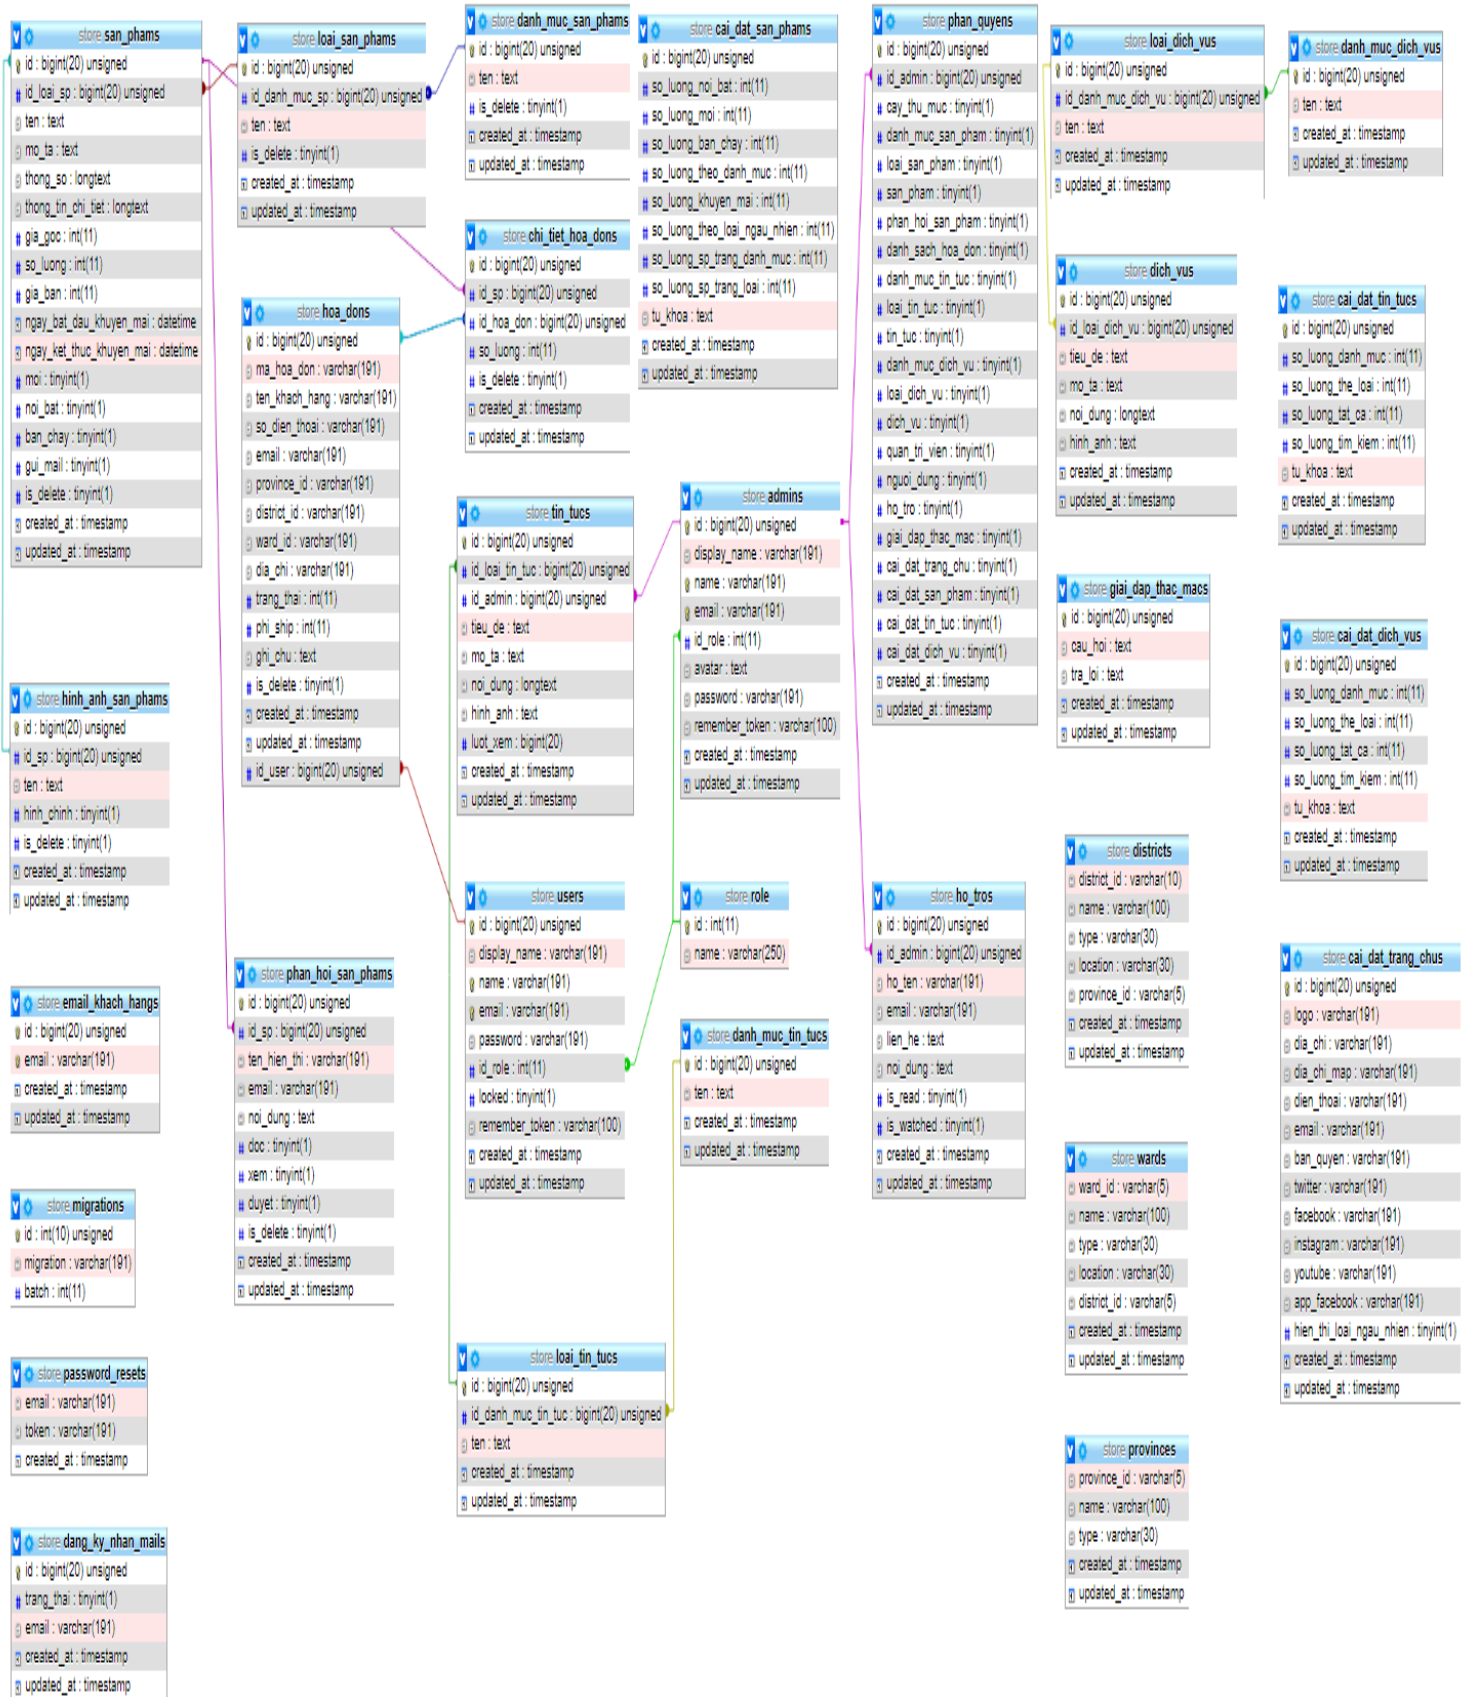 store san_phams
id : bigint(20) unsigned
id_loai_sp : bigint(20) unsigned
ten : text
mo_ta : text
thong_so : longtext
thong_tin_chi_tiet : longtext
gia_goc : int(11)
so_luong : int(11)
gia_ban : int(11)
ngay_bat_dau_khuyen_mai : datetime
ngay_ket_thuc_khuyen_mai : datetime
moi : tinyint(1)
noi_bat : tinyint(1)
ban_chay : tinyint(1)
gui_mail : tinyint(1)
is_delete : tinyint(1)
created_at : timestamp
updated_at : timestamp
store hinh_anh_san_phams
id : bigint(20) unsigned
id_sp : bigint(20) unsigned
ten : text
hinh_chinh : tinyint(1)
is_delete : tinyint(1)
created_at : timestamp
updated_at : timestamp
store email_khach_hangs
id : bigint(20) unsigned
email : varchar(191)
created_at : timestamp
updated_at : timestamp
store migrations
id : int(10) unsigned
migration : varchar(191)
batch : int(11)
store password_resets
email : varchar(191)
token : varchar(191)
created_at : timestamp
store dang_ky_nhan_mails
id : bigint(20) unsigned
trang_thai : tinyint(1)
email : varchar(191)
created_at : timestamp
updated_at : timestamp
store loai_san_phams
id : bigint(20) unsigned
id_danh_muc_sp : bigint(20) unsigned
ten : text
is_delete : tinyint(1)
created_at : timestamp
updated_at : timestamp
store hoa_dons
id : bigint(20) unsigned
ma_hoa_don : varchar(191)
ten_khach_hang : varchar(191)
so_dien_thoai : varchar(191)
email : varchar(191)
province_id : varchar(191)
district_id : varchar(191)
ward_id : varchar(191)
dia_chi : varchar(191)
trang_thai : int(11)
phi_ship : int(11)
ghi_chu : text
is_delete : tinyint(1)
created_at : timestamp
updated_at : timestamp
id_user : bigint(20) unsigned
store phan_hoi_san_phams
id : bigint(20) unsigned
id_sp : bigint(20) unsigned
ten_hien_thi : varchar(191)
email : varchar(191)
noi_dung : text
doc : tinyint(1)
xem : tinyint(1)
duyet : tinyint(1)
is_delete : tinyint(1)
created_at : timestamp
updated_at : timestamp
store danh_muc_san_phams
id : bigint(20) unsigned
ten : text
is_delete : tinyint(1)
created_at : timestamp
updated_at : timestamp
store chi_tiet_hoa_dons
id : bigint(20) unsigned
id_sp : bigint(20) unsigned
id_hoa_don : bigint(20) unsigned
so_luong : int(11)
is_delete : tinyint(1)
created_at : timestamp
updated_at : timestamp
store tin_tucs
id : bigint(20) unsigned
id_loai_tin_tuc : bigint(20) unsigned
id_admin : bigint(20) unsigned
tieu_de : text
mo_ta : text
noi_dung : longtext
hinh_anh : text
luot_xem : bigint(20)
created_at : timestamp
updated_at : timestamp
store users
id : bigint(20) unsigned
display_name : varchar(191)
name : varchar(191)
email : varchar(191)
password : varchar(191)
id_role : int(11)
locked : tinyint(1)
remember_token : varchar(100)
created_at : timestamp
updated_at : timestamp
store loai_tin_tucs
id : bigint(20) unsigned
id_danh_muc_tin_tuc : bigint(20) unsigned
ten : text
created_at : timestamp
updated_at : timestamp
store cai_dat_san_phams
id : bigint(20) unsigned
so_luong_noi_bat : int(11)
so_luong_moi : int(11)
so_luong_ban_chay : int(11)
so_luong_theo_danh_muc : int(11)
so_luong_khuyen_mai : int(11)
so_luong_theo_loai_ngau_nhien : int(11)
so_luong_sp_trang_danh_muc : int(11)
so_luong_sp_trang_loai : int(11)
tu_khoa : text
created_at : timestamp
updated_at : timestamp
store admins
id : bigint(20) unsigned
display_name : varchar(191)
name : varchar(191)
email : varchar(191)
id_role : int(11)
avatar : text
password : varchar(191)
remember_token : varchar(100)
created_at : timestamp
updated_at : timestamp
store role
id : int(11)
name : varchar(250)
store danh_muc_tin_tucs
id : bigint(20) unsigned
ten : text
created_at : timestamp
updated_at : timestamp
store phan_quyens
id : bigint(20) unsigned
id_admin : bigint(20) unsigned
cay_thu_muc : tinyint(1)
danh_muc_san_pham : tinyint(1)
loai_san_pham : tinyint(1)
san_pham : tinyint(1)
phan_hoi_san_pham : tinyint(1)
danh_sach_hoa_don : tinyint(1)
danh_muc_tin_tuc : tinyint(1)
loai_tin_tuc : tinyint(1)
tin_tuc : tinyint(1)
danh_muc_dich_vu : tinyint(1)
loai_dich_vu : tinyint(1)
dich_vu : tinyint(1)
quan_tri_vien : tinyint(1)
nguoi_dung : tinyint(1)
ho_tro : tinyint(1)
giai_dap_thac_mac : tinyint(1)
cai_dat_trang_chu : tinyint(1)
cai_dat_san_pham : tinyint(1)
cai_dat_tin_tuc : tinyint(1)
cai_dat_dich_vu : tinyint(1)
created_at : timestamp
updated_at : timestamp
store ho_tros
id : bigint(20) unsigned
id_admin : bigint(20) unsigned
ho_ten : varchar(191)
email : varchar(191)
lien_he : text
noi_dung : text
is_read : tinyint(1)
is_watched : tinyint(1)
created_at : timestamp
updated_at : timestamp
store loai_dich_vus
id : bigint(20) unsigned
id_danh_muc_dich_vu : bigint(20) unsigned
ten : text
created_at : timestamp
updated_at : timestamp
store dich_vus
id : bigint(20) unsigned
id_loai_dich_vu : bigint(20) unsigned
tieu_de : text
mo_ta : text
noi_dung : longtext
hinh_anh : text
created_at : timestamp
updated_at : timestamp
store giai_dap_thac_macs
id : bigint(20) unsigned
cau_hoi : text
tra_loi : text
created_at : timestamp
updated_at : timestamp
store districts
district_id : varchar(10)
name : varchar(100)
type : varchar(30)
location : varchar(30)
province_id : varchar(5)
created_at : timestamp
updated_at : timestamp
store wards
ward_id : varchar(5)
name : varchar(100)
type : varchar(30)
location : varchar(30)
district_id : varchar(5)
created_at : timestamp
updated_at : timestamp
store provinces
province_id : varchar(5)
name : varchar(100)
type : varchar(30)
created_at : timestamp
updated_at : timestamp
store danh_muc_dich_vus
id : bigint(20) unsigned
ten : text
created_at : timestamp
updated_at : timestamp
store cai_dat_tin_tucs
id : bigint(20) unsigned
so_luong_danh_muc : int(11)
so_luong_the_loai : int(11)
so_luong_tat_ca : int(11)
so_luong_tim_kiem : int(11)
tu_khoa : text
created_at : timestamp
updated_at : timestamp
store cai_dat_dich_vus
id : bigint(20) unsigned
so_luong_danh_muc : int(11)
so_luong_the_loai : int(11)
so_luong_tat_ca : int(11)
so_luong_tim_kiem : int(11)
tu_khoa : text
created_at : timestamp
updated_at : timestamp
store cai_dat_trang_chus
id : bigint(20) unsigned
logo : varchar(191)
dia_chi : varchar(191)
dia_chi_map : varchar(191)
dien_thoai : varchar(191)
email : varchar(191)
ban_quyen : varchar(191)
twitter : varchar(191)
facebook : varchar(191)
instagram : varchar(191)
youtube : varchar(191)
app_facebook : varchar(191)
hien_thi_loai_ngau_nhien : tinyint(1)
created_at : timestamp
updated_at : timestamp